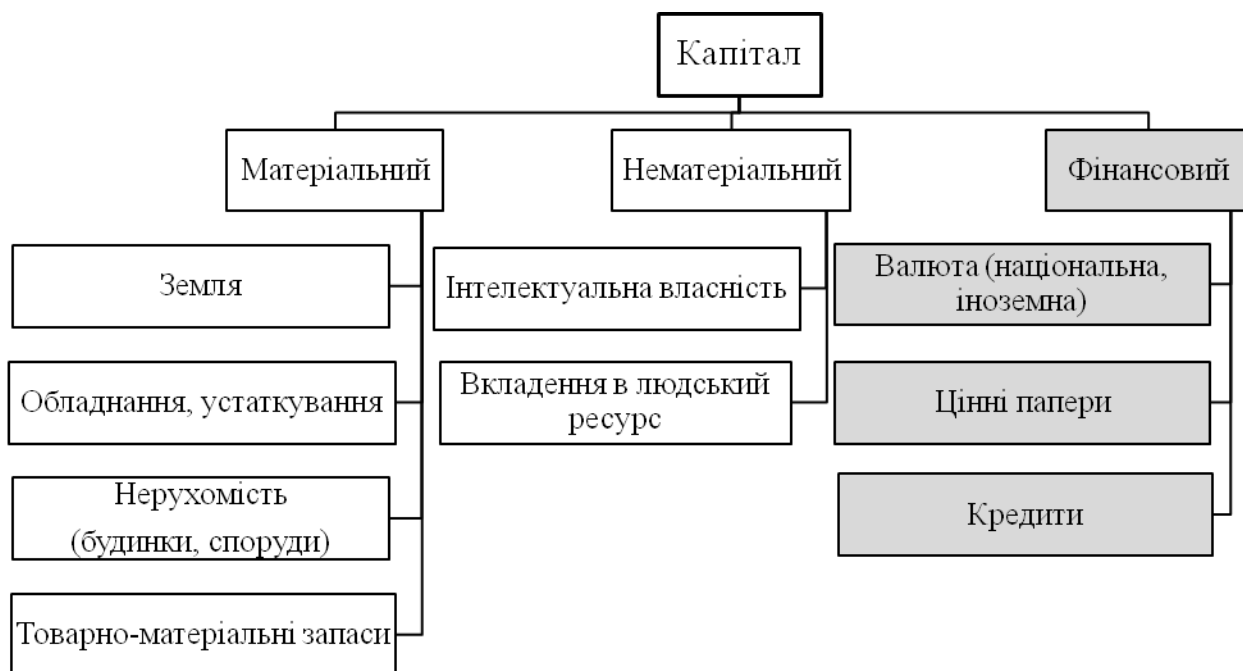 Капітал
Матеріальний
Нематеріальний
Фінансовий
Земля
Обладнання, устаткування
Нерухомість
(будинки, споруди)
Товарно-матеріальні запаси
Інтелектуальна власність
Вкладення в людський
ресурс
Валюта (національна,
іноземна)
Цінні папери
Кредити